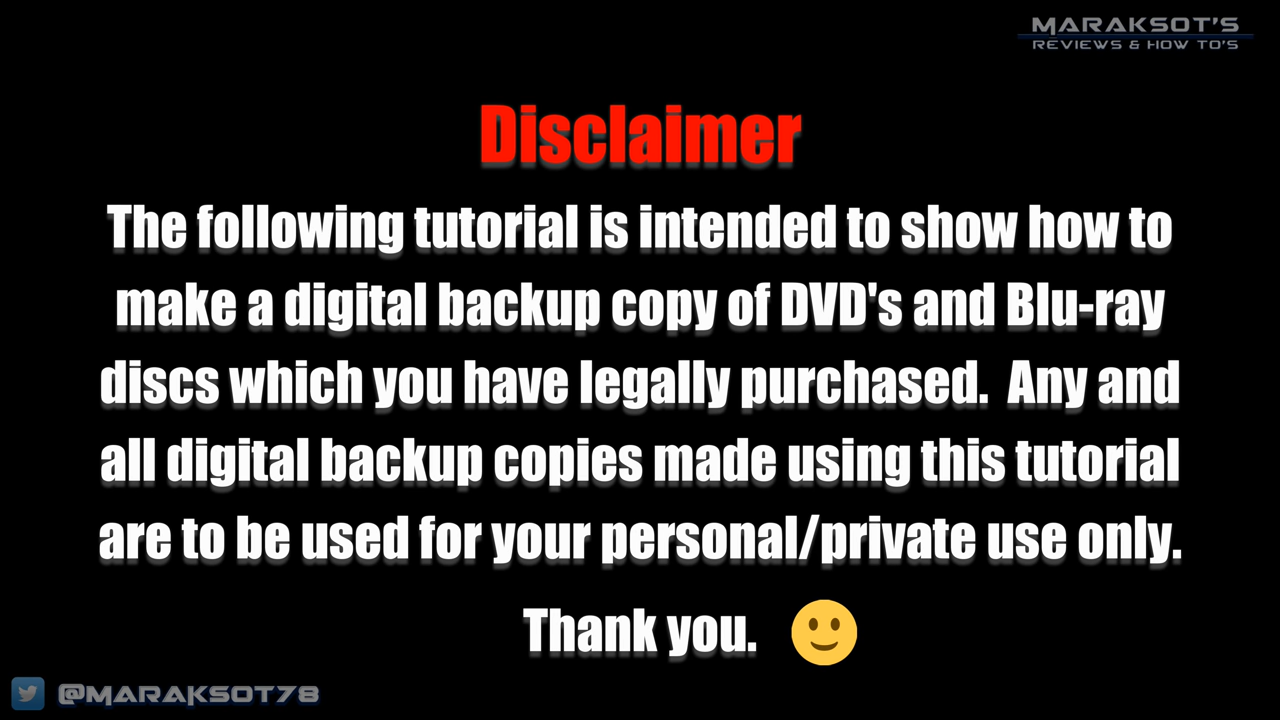 MARAKSOT'S
REVIEWS & HOW TO'S
Disclaimer
The following tutorial is intended to show how to
make a digital backup copy of DVD's and Blu-ray
discs which you have legally purchased. Any and
all digital backup copies made using this tutorial
are to be used for your personal/private use only.
Thank you. 🙂
@MARAKSOT78